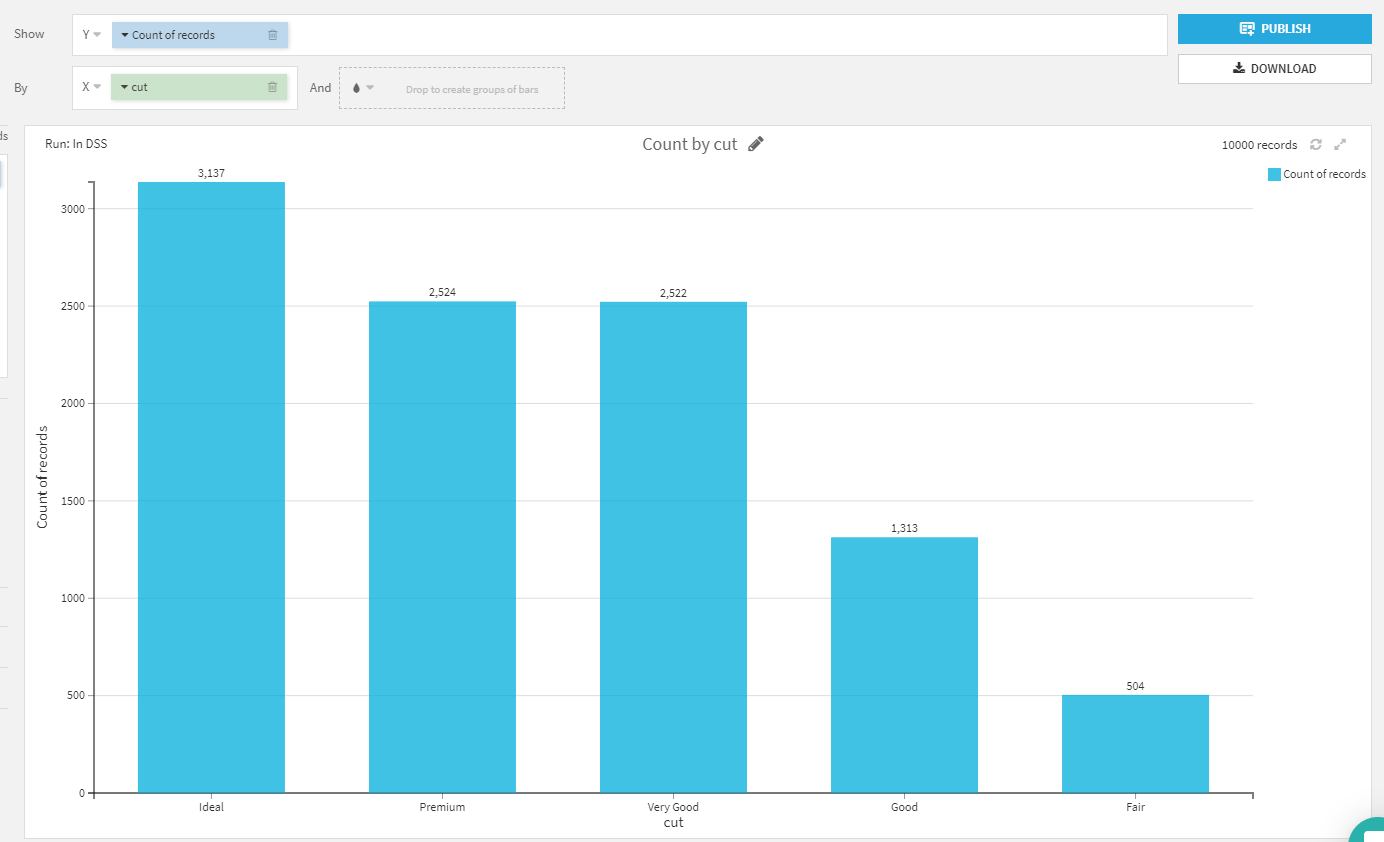 Show
Y
Count of records
PUBLISH
DOWNLOAD
By
X
cut
And
Drop to create groups of bars
ds
Run: In DSS
Count by cut
10000 records
Count of records
3,137
2,524
2,522
1,313
504
3000
2500
2000
1500
1000
500
0
Count of records
Ideal
Premium
Very Good
Good
Fair
cut